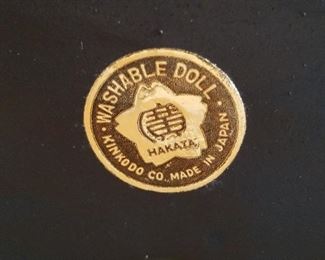 · WASHABLE DOLL ·
HAKATA
KINKODO CO., MADE IN JAPAN